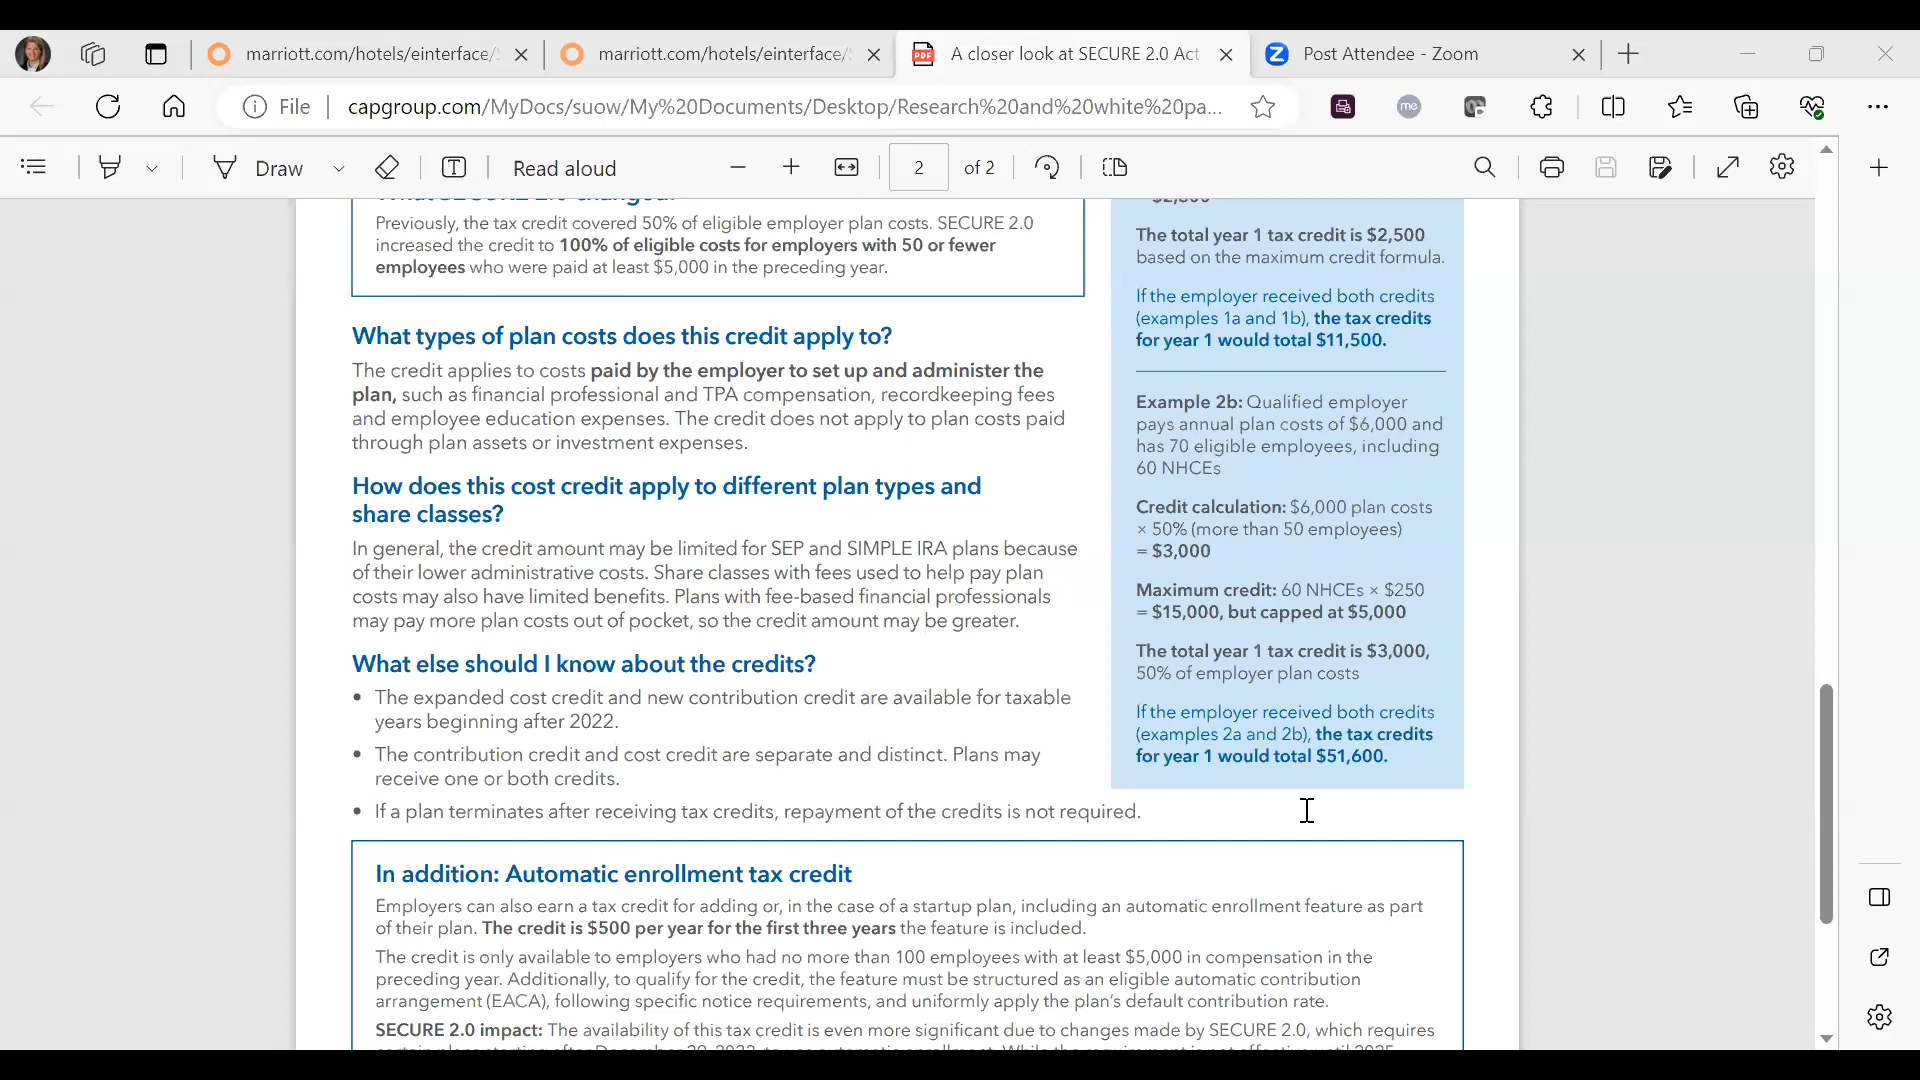 marriott.com/hotels/einterface/
marriott.com/hotels/einterface/
PDF
A closer look at SECURE 2.0 Act
Z
Post Attendee - Zoom
File
capgroup.com/MyDocs/suow/My%20Documents/Desktop/Research%20and%20white%20pa...
me
Draw
Read aloud
2
of 2
What SECURE 2.0 changed:
Previously, the tax credit covered 50% of eligible employer plan costs. SECURE 2.0
increased the credit to 100% of eligible costs for employers with 50 or fewer
employees who were paid at least $5,000 in the preceding year.
What types of plan costs does this credit apply to?
The credit applies to costs paid by the employer to set up and administer the
plan, such as financial professional and TPA compensation, recordkeeping fees
and employee education expenses. The credit does not apply to plan costs paid
through plan assets or investment expenses.
How does this cost credit apply to different plan types and
share classes?
In general, the credit amount may be limited for SEP and SIMPLE IRA plans because
of their lower administrative costs. Share classes with fees used to help pay plan
costs may also have limited benefits. Plans with fee-based financial professionals
may pay more plan costs out of pocket, so the credit amount may be greater.
What else should I know about the credits?
• The expanded cost credit and new contribution credit are available for taxable
years beginning after 2022.
• The contribution credit and cost credit are separate and distinct. Plans may
receive one or both credits.
• If a plan terminates after receiving tax credits, repayment of the credits is not required.
The total year 1 tax credit is $2,500
based on the maximum credit formula.
If the employer received both credits
(examples 1a and 1b), the tax credits
for year 1 would total $11,500.
Example 2b: Qualified employer
pays annual plan costs of $6,000 and
has 70 eligible employees, including
60 NHCEs
Credit calculation: $6,000 plan costs
× 50% (more than 50 employees)
= $3,000
Maximum credit: 60 NHCEs × $250
= $15,000, but capped at $5,000
The total year 1 tax credit is $3,000,
50% of employer plan costs
If the employer received both credits
(examples 2a and 2b), the tax credits
for year 1 would total $51,600.
In addition: Automatic enrollment tax credit
Employers can also earn a tax credit for adding or, in the case of a startup plan, including an automatic enrollment feature as part
of their plan. The credit is $500 per year for the first three years the feature is included.
The credit is only available to employers who had no more than 100 employees with at least $5,000 in compensation in the
preceding year. Additionally, to qualify for the credit, the feature must be structured as an eligible automatic contribution
arrangement (EACA), following specific notice requirements, and uniformly apply the plan's default contribution rate.
SECURE 2.0 impact: The availability of this tax credit is even more significant due to changes made by SECURE 2.0, which requires